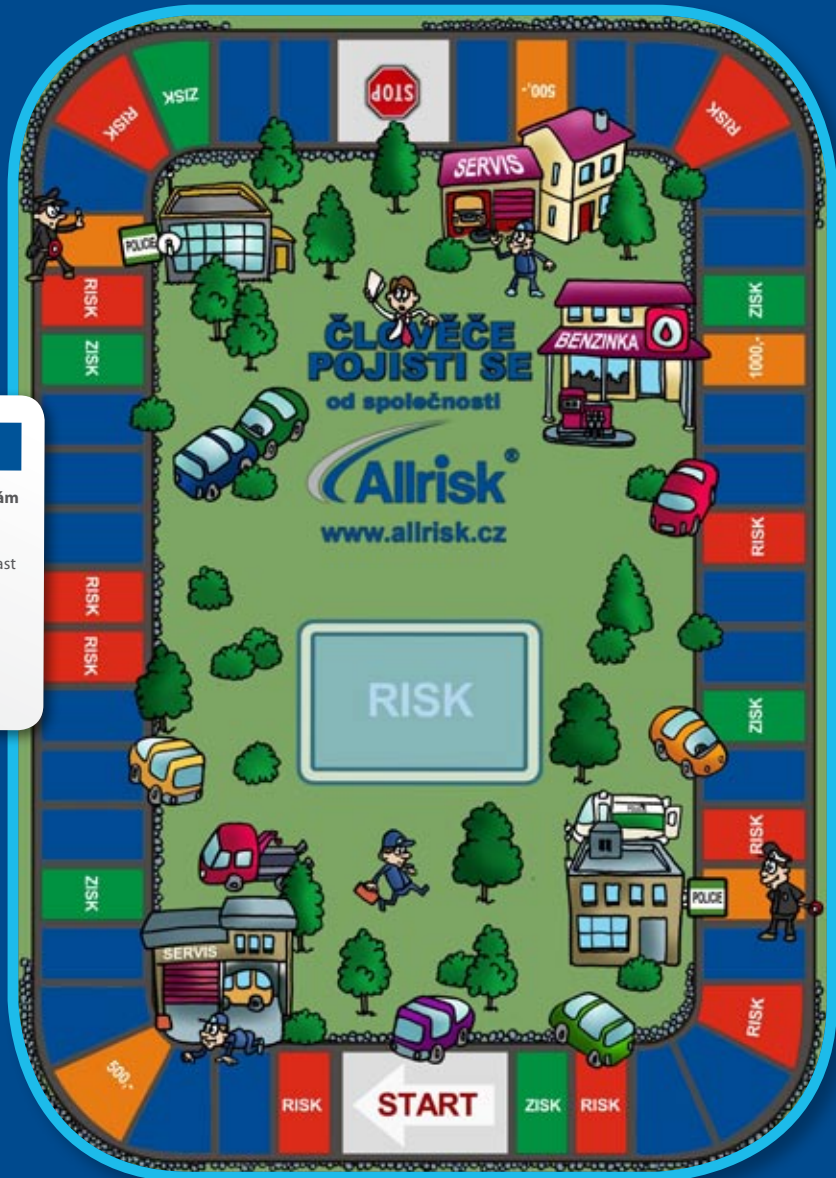 RISK
ZISK
STOP
500,-
RISK
POLICIE
SERVIS
RISK
ZISK
ČLOVĚČE
POJISTI SE
od společnosti
Allrisk®
www.allrisk.cz
BENZINKA
ZISK
1000,-
RISK
RISK
RISK
RISK
ZISK
RISK
ZISK
SERVIS
POLICIE
RISK
500,-
RISK
START
ZISK
RISK